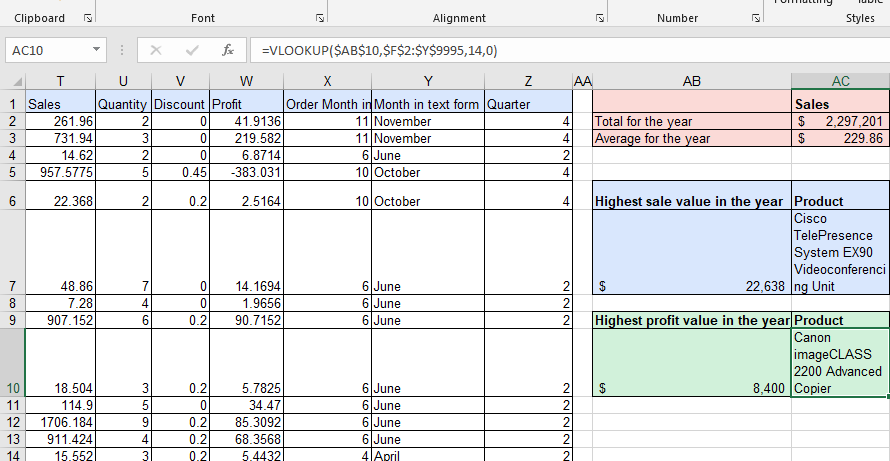 Clipboard Font Alignment Number Styles
AC10 fx =VLOOKUP($AB$10,$F$2:$Y$9995,14,0)
T U V W X Y Z AA AB AC
1 Sales Quantity Discount Profit Order Month in Month in text form Quarter Sales
2 261.96 2 0 41.9136 11 November 4 Total for the year $ 2,297,201
3 731.94 3 0 219.582 11 November 4 Average for the year $ 229.86
4 14.62 2 0 6.8714 6 June 2
5 957.5775 5 0.45 -383.031 10 October 4
6 22.368 2 0.2 2.5164 10 October 4 Highest sale value in the year Product
Cisco
TelePresence
System EX90
Videoconferenci
7 48.86 7 0 14.1694 6 June 2 $ 22,638 ng Unit
8 7.28 4 0 1.9656 6 June 2
9 907.152 6 0.2 90.7152 6 June 2 Highest profit value in the year Product
Canon
imageCLASS
2200 Advanced
10 18.504 3 0.2 5.7825 6 June 2 $ 8,400 Copier
11 114.9 5 0 34.47 6 June 2
12 1706.184 9 0.2 85.3092 6 June 2
13 911.424 4 0.2 68.3568 6 June 2
14 15.552 3 0.2 5.4432 4 April 2